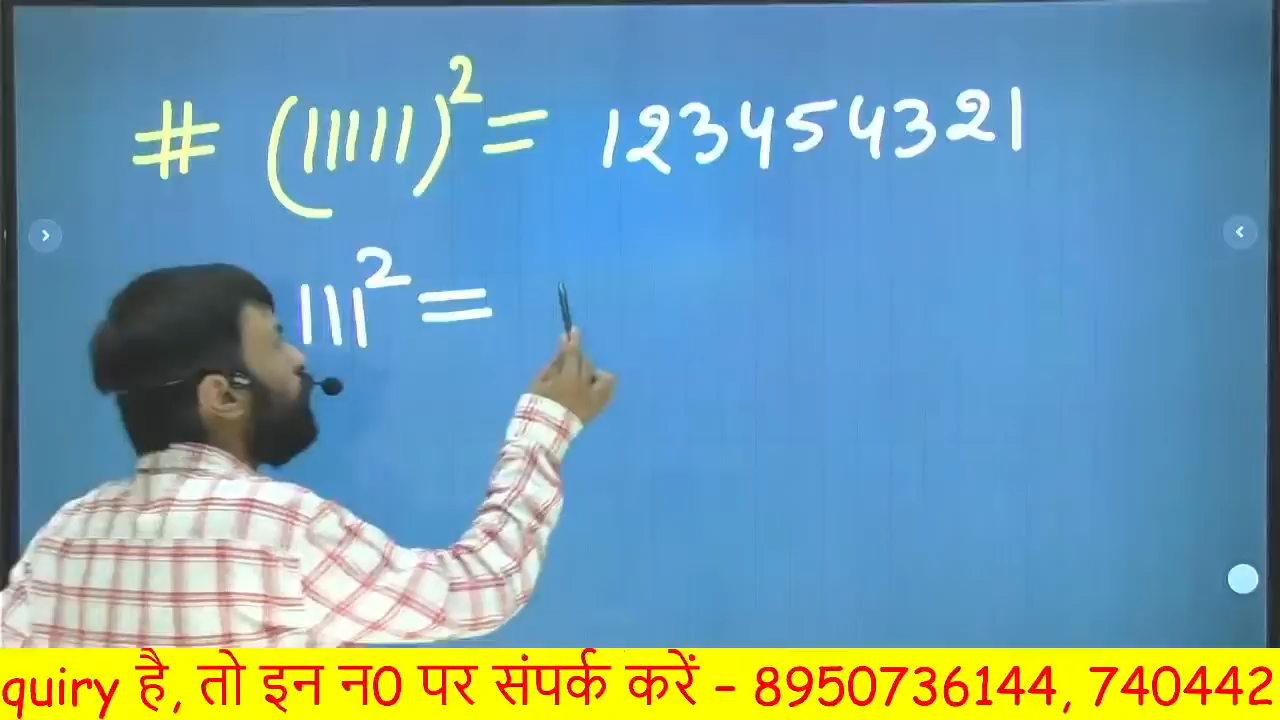 # (11111)² = 123454321
111² =
quiry है, तो इन न0 पर संपर्क करें - 8950736144, 740442